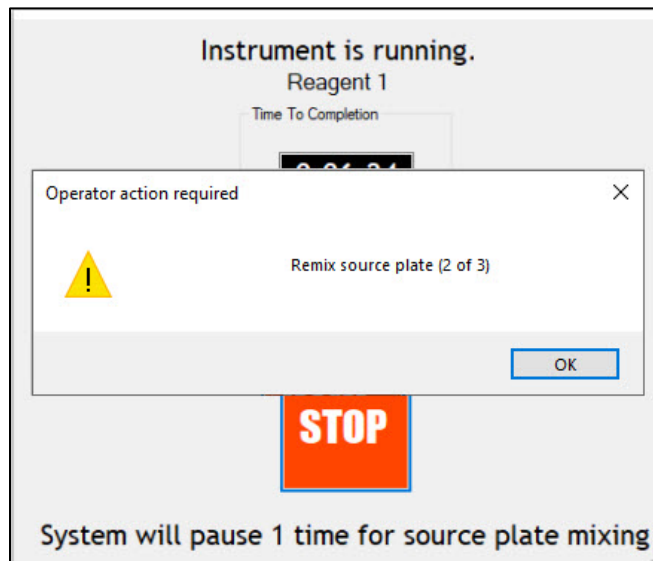 Instrument is running.
Reagent 1
Time To Completion
Operator action required
Remix source plate (2 of 3)
OK
STOP
System will pause 1 time for source plate mixing